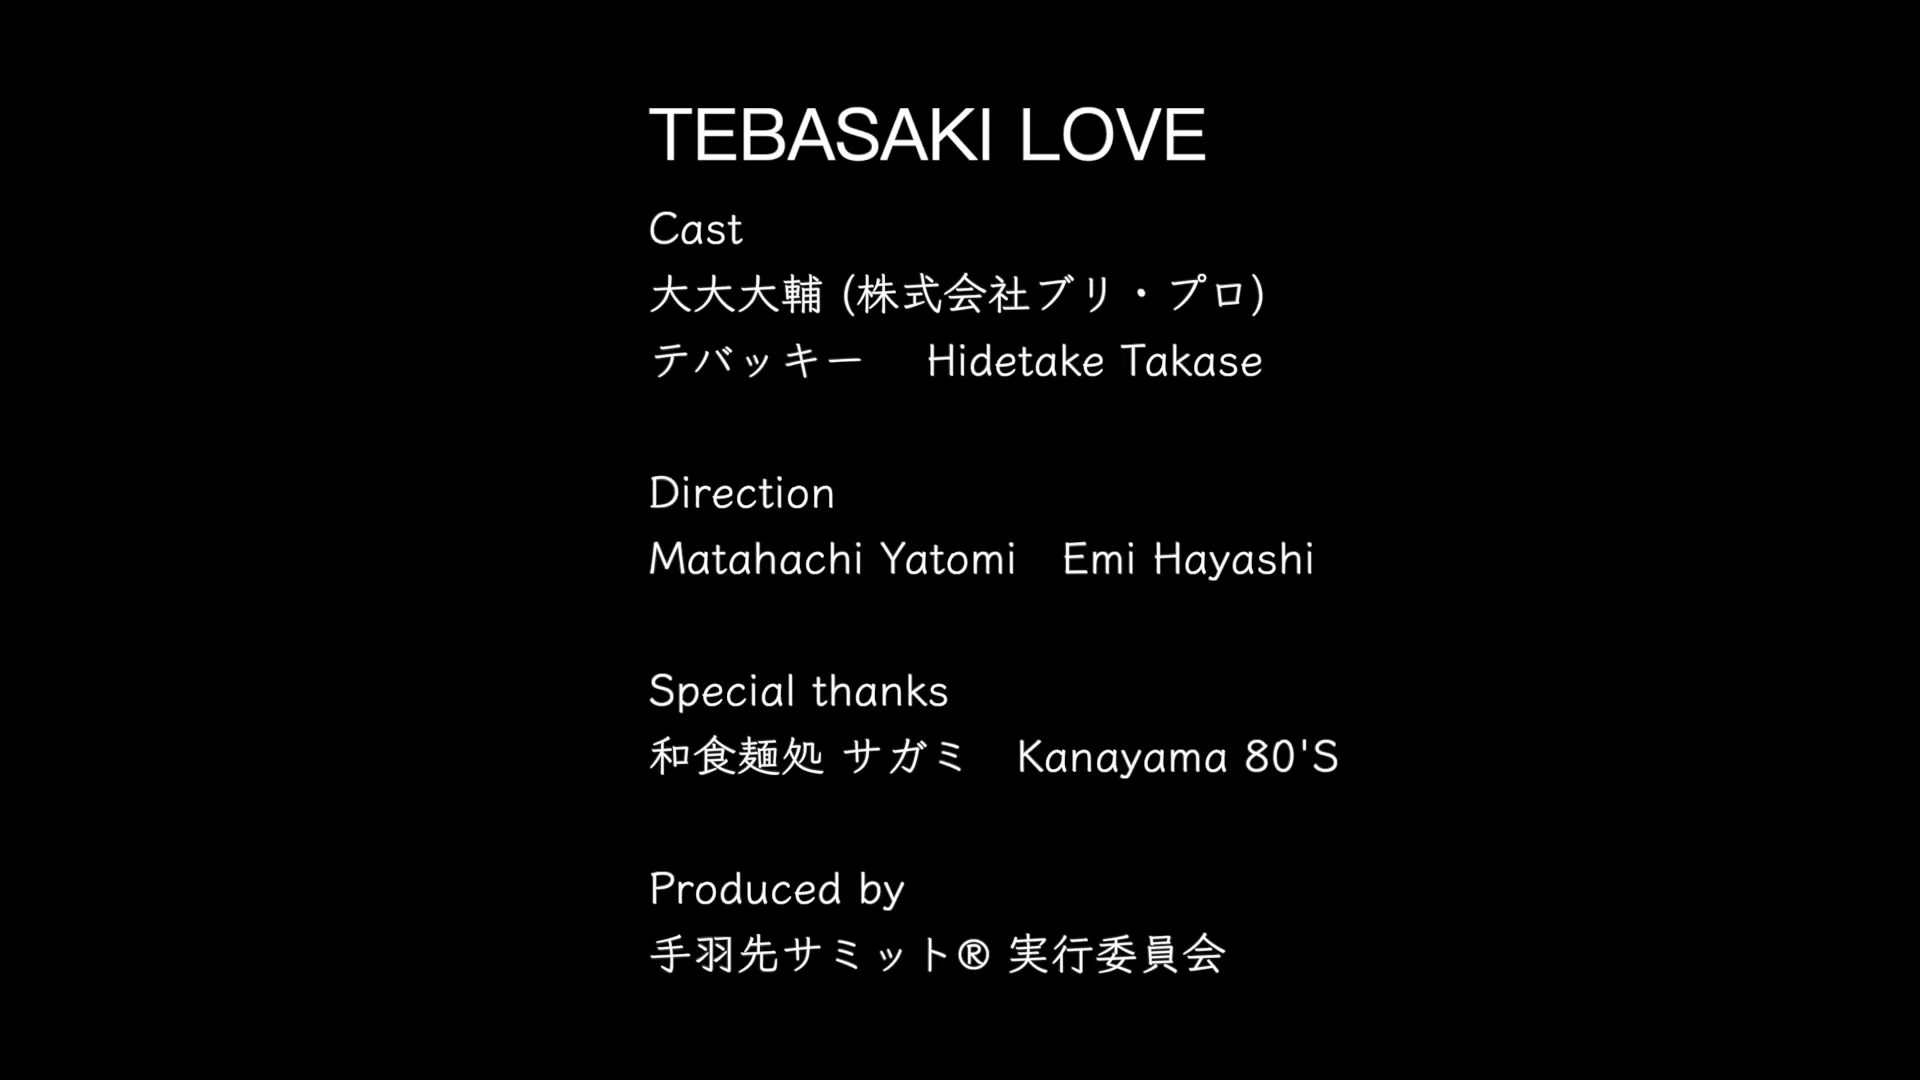 TEBASAKI LOVE
Cast
大大大輔 (株式会社ブリ・プロ)
テバッキー　Hidetake Takase
Direction
Matahachi Yatomi　Emi Hayashi
Special thanks
和食麺処 サガミ　Kanayama 80'S
Produced by
手羽先サミット® 実行委員会